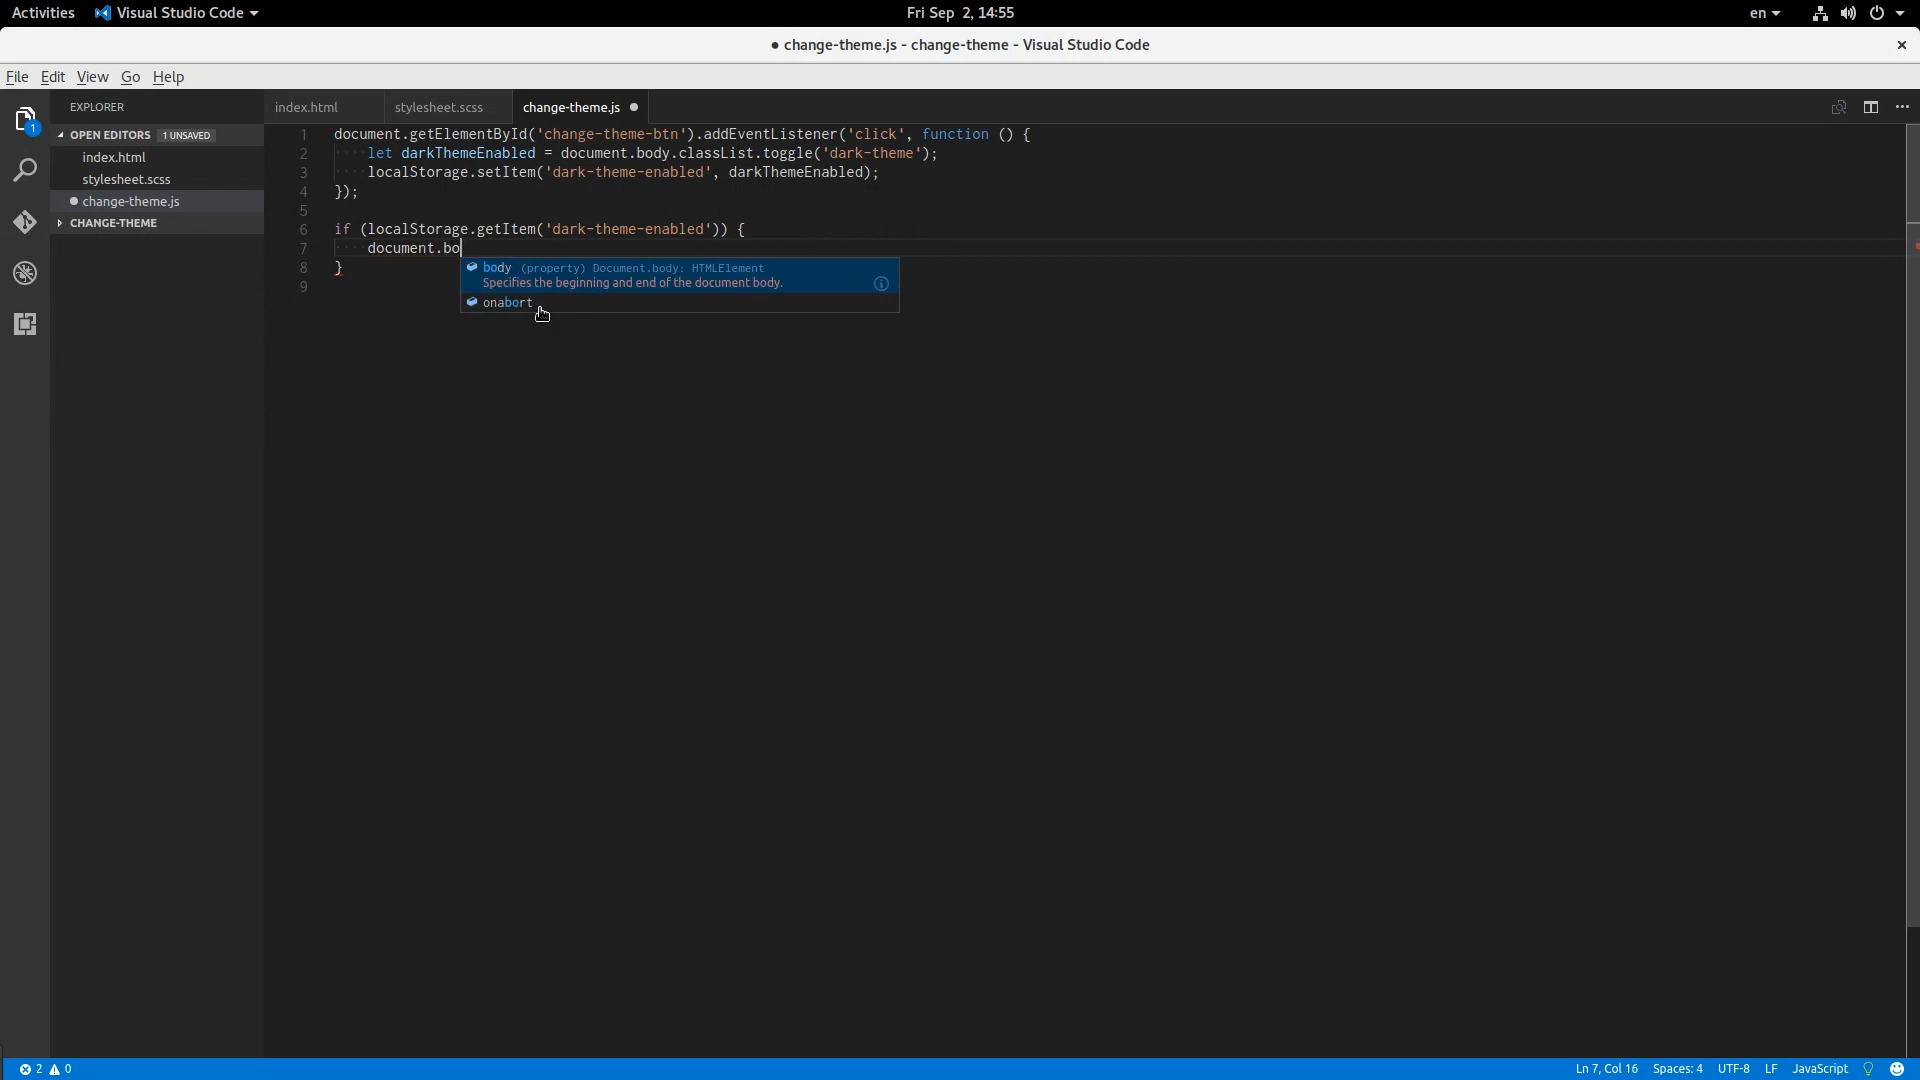 Activities Visual Studio Code Fri Sep 2, 14:55 en
● change-theme.js - change-theme - Visual Studio Code ×
File Edit View Go Help
EXPLORER index.html stylesheet.scss change-theme.js ●
OPEN EDITORS 1 UNSAVED
index.html
stylesheet.scss
● change-theme.js
CHANGE-THEME
1
1 document.getElementById('change-theme-btn').addEventListener('click', function () {
2 ····let darkThemeEnabled = document.body.classList.toggle('dark-theme');
3 ····localStorage.setItem('dark-theme-enabled', darkThemeEnabled);
4 });
5
6 if (localStorage.getItem('dark-theme-enabled')) {
7 ····document.bo
8 }
9
body (property) Document.body: HTMLElement
Specifies the beginning and end of the document body.
onabort
2 0 Ln 7, Col 16 Spaces: 4 UTF-8 LF JavaScript